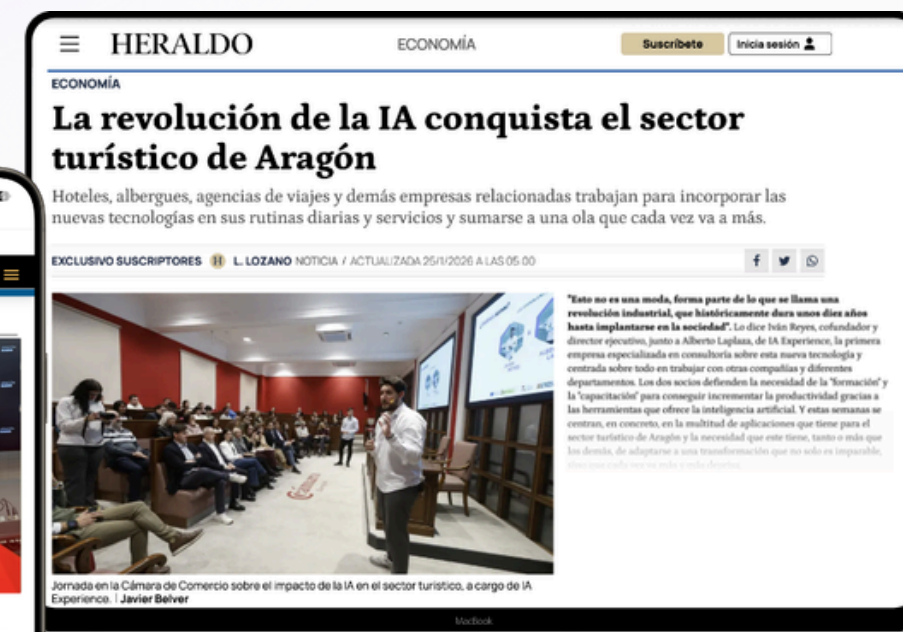 HERALDO
ECONOMÍA
Suscríbete
Inicia sesión
ECONOMÍA
La revolución de la IA conquista el sector
turístico de Aragón
Hoteles, albergues, agencias de viajes y demás empresas relacionadas trabajan para incorporar las
nuevas tecnologías en sus rutinas diarias y servicios y sumarse a una ola que cada vez va a más.
EXCLUSIVO SUSCRIPTORES H L. LOZANO NOTICIA / ACTUALIZADA 25/1/2026 A LAS 05:00
"Esto no es una moda, forma parte de lo que se llama una
revolución industrial, que históricamente dura unos diez años
hasta implantarse en la sociedad". Lo dice Iván Reyes, cofundador y
director ejecutivo, junto a Alberto Laplaza, de IA Experience, la primera
empresa especializada en consultoría sobre esta nueva tecnología y
centrada sobre todo en trabajar con otras compañías y diferentes
departamentos. Los dos socios defienden la necesidad de la "formación" y
la "capacitación" para conseguir incrementar la productividad gracias a
las herramientas que ofrece la inteligencia artificial. Y estas semanas se
centran, en concreto, en la multitud de aplicaciones que tiene para el
sector turístico de Aragón y la necesidad que este tiene, tanto o más que
los demás, de adaptarse a una transformación que no solo es imparable,
Cámara
Jornada en la Cámara de Comercio sobre el impacto de la IA en el sector turístico, a cargo de IA
Experience. | Javier Belver
MacBook